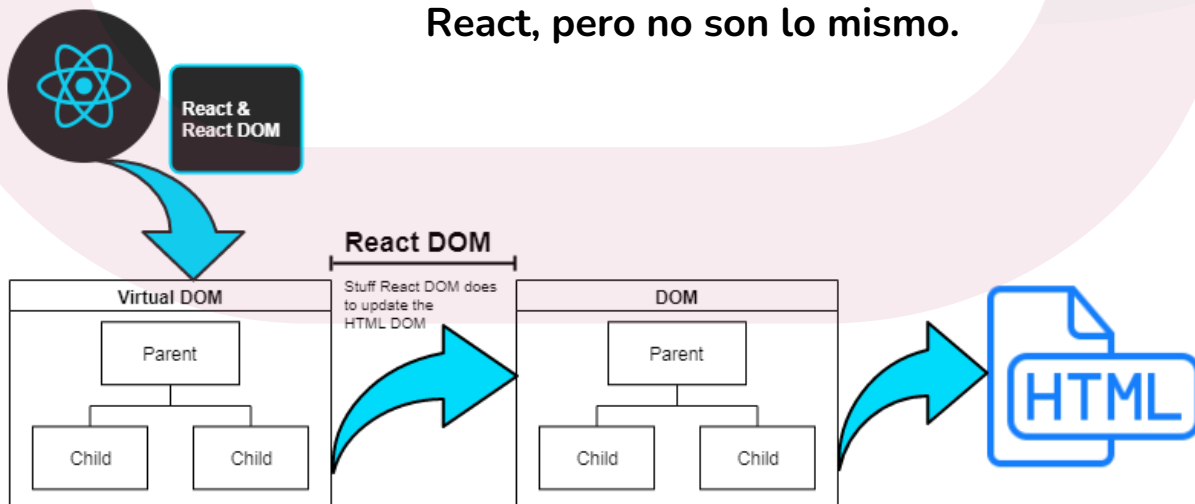 React, pero no son lo mismo.
React &
React DOM
React DOM
Stuff React DOM does
to update the
HTML DOM
Virtual DOM
Parent
Child
Child
DOM
Parent
Child
Child
HTML